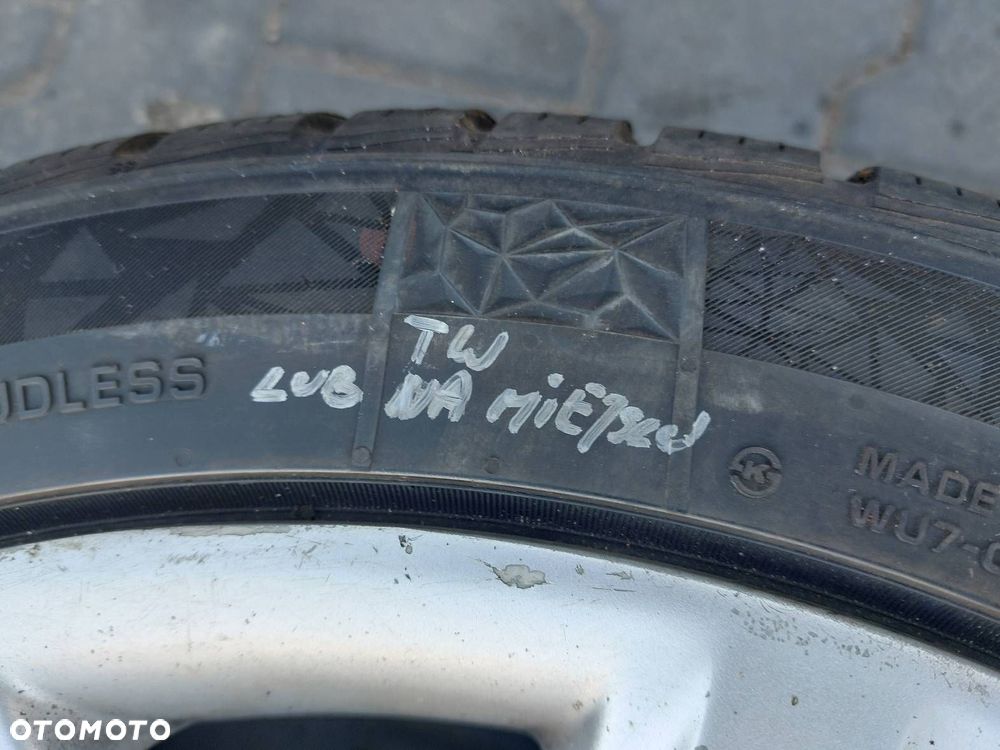 TW
LUB NA MIEJSCU
UDLESS
K
MADE
WU7-
OTOMOTO